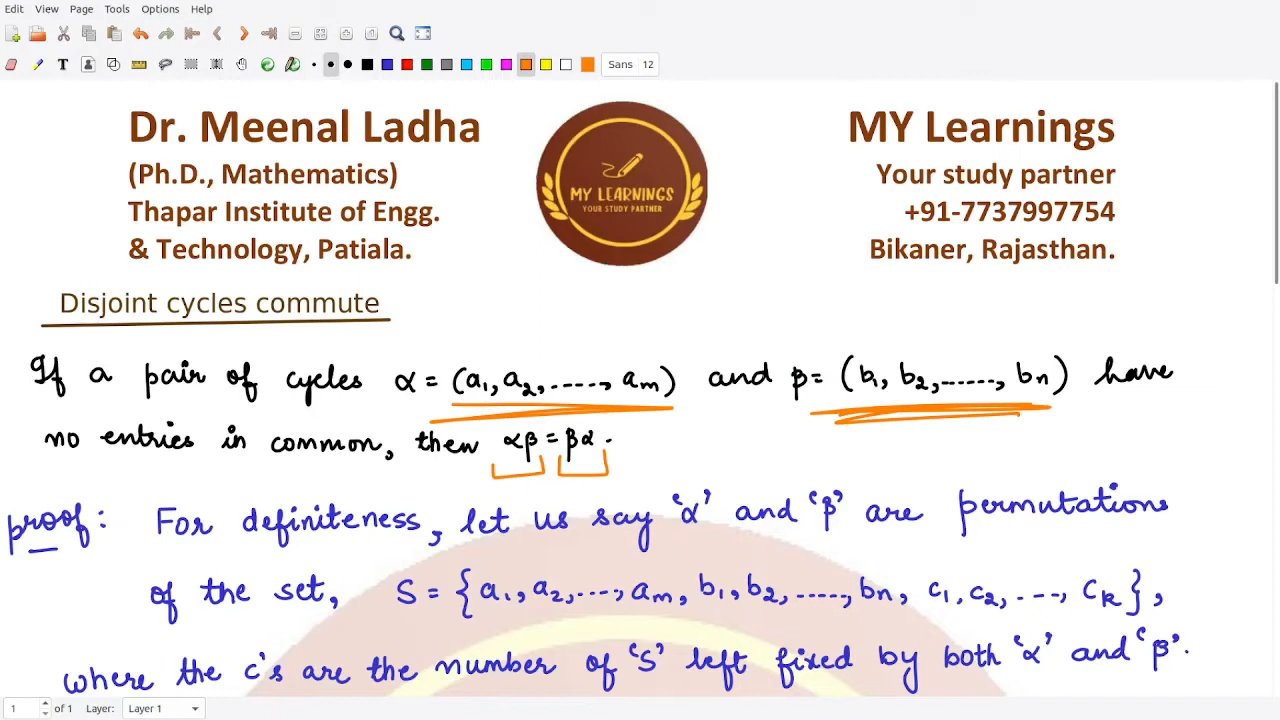 Edit View Page Tools Options Help
Sans 12
Dr. Meenal Ladha
(Ph.D., Mathematics)
Thapar Institute of Engg.
& Technology, Patiala.
MY LEARNINGS
YOUR STUDY PARTNER
MY Learnings
Your study partner
+91-7737997754
Bikaner, Rajasthan.
Disjoint cycles commute
If a pair of cycles α = (a₁, a₂, ....., aₘ) and β = (b₁, b₂, ......, bₙ) have
no entries in common, then αβ = βα.
proof: For definiteness, let us say 'α' and 'β' are permutations
of the set, S = {a₁, a₂, ..., aₘ, b₁, b₂, ....., bₙ, c₁, c₂, ..., cₖ},
where the c's are the number of 'S' left fixed by both 'α' and 'β'.
1 of 1 Layer: Layer 1